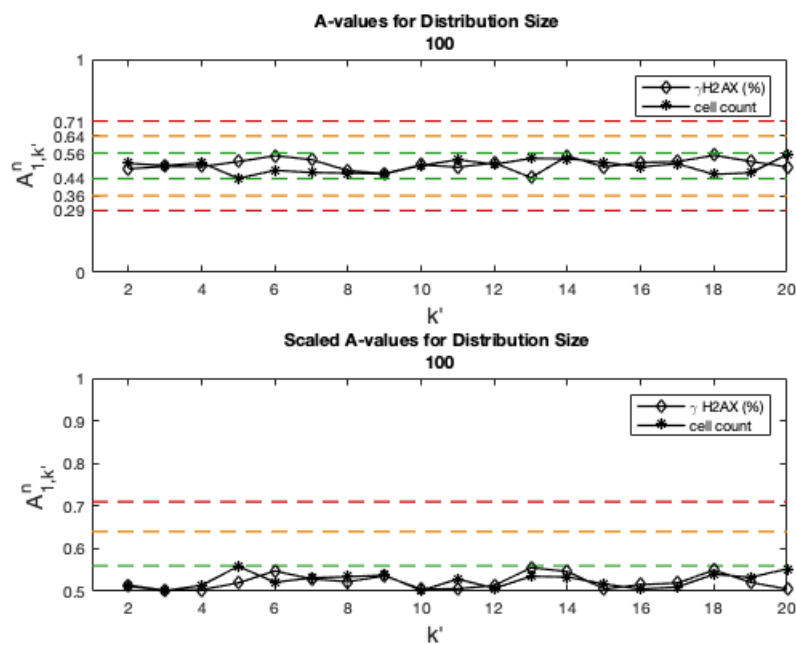 A-values for Distribution Size
100
1
γH2AX (%)
cell count
0.71
0.64
0.56
0.44
0.36
0.29
0
A^n_{1,k'}
2 4 6 8 10 12 14 16 18 20
k'
Scaled A-values for Distribution Size
100
1
γ H2AX (%)
cell count
0.9
0.8
0.7
0.6
0.5
A^n_{1,k'}
2 4 6 8 10 12 14 16 18 20
k'